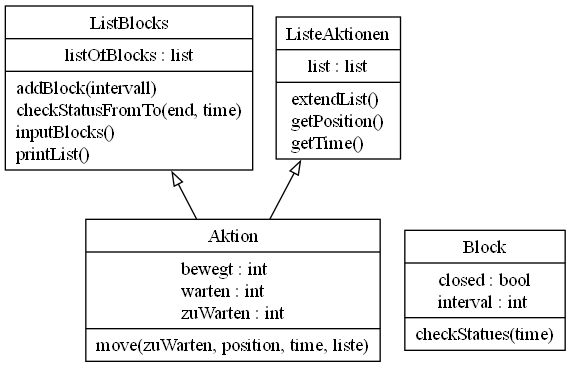 ListBlocks
listOfBlocks : list
addBlock(intervall)
checkStatusFromTo(end, time)
inputBlocks()
printList()
ListeAktionen
list : list
extendList()
getPosition()
getTime()
Aktion
bewegt : int
warten : int
zuWarten : int
move(zuWarten, position, time, liste)
Block
closed : bool
interval : int
checkStatues(time)